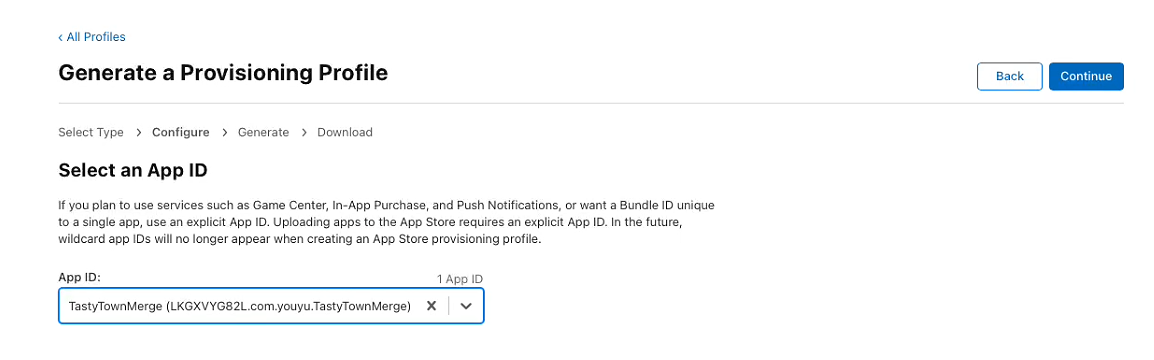 ‹ All Profiles
Generate a Provisioning Profile
Back
Continue
Select Type > Configure > Generate > Download
Select an App ID
If you plan to use services such as Game Center, In-App Purchase, and Push Notifications, or want a Bundle ID unique
to a single app, use an explicit App ID. Uploading apps to the App Store requires an explicit App ID. In the future,
wildcard app IDs will no longer appear when creating an App Store provisioning profile.
App ID:
1 App ID
TastyTownMerge (LKGXVYG82L.com.youyu.TastyTownMerge)